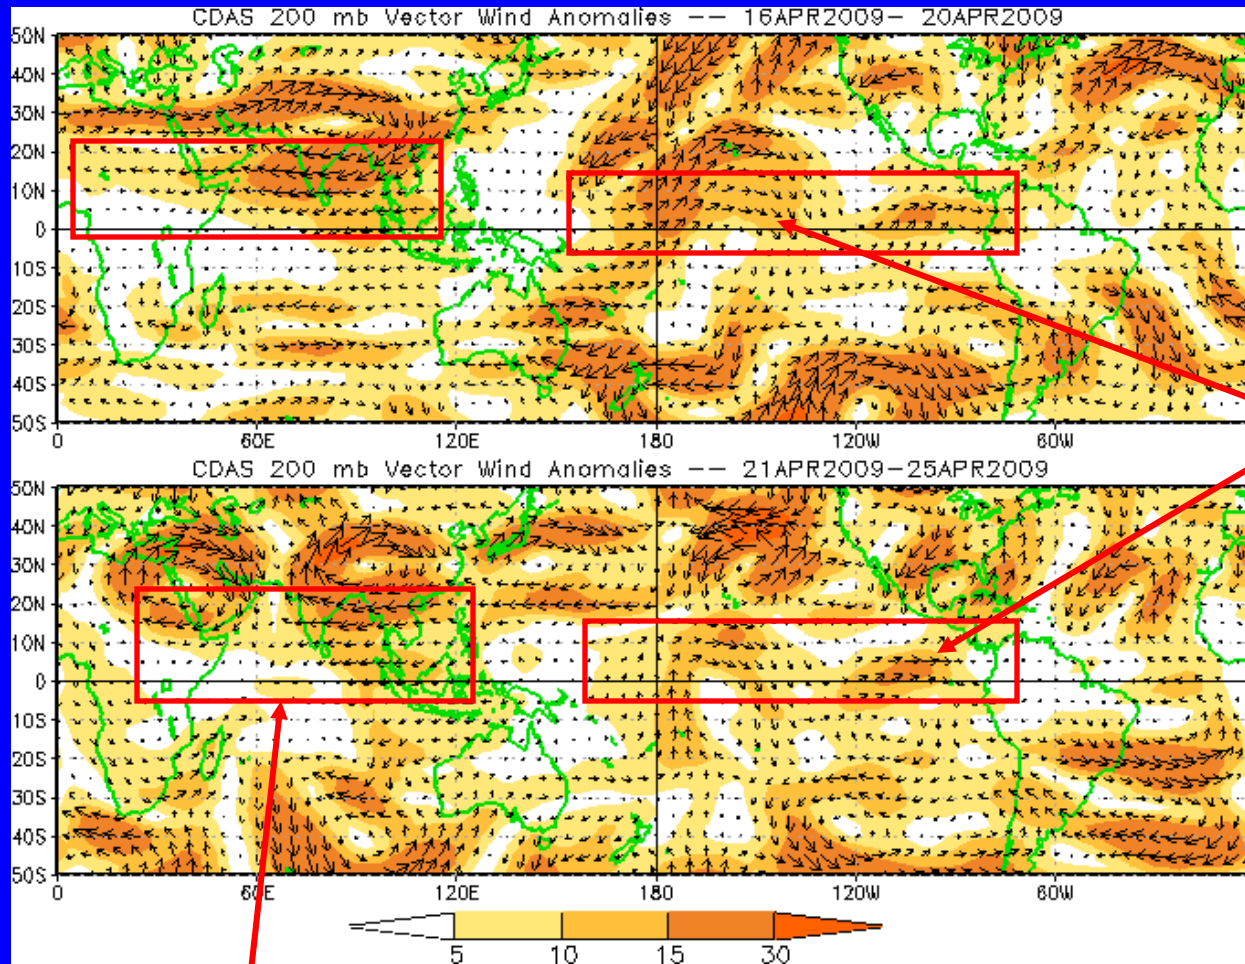 CDAS 200 mb Vector Wind Anomalies -- 16APR2009- 20APR2009
50N
40N
30N
20N
10N
0
10S
20S
30S
40S
50S
0 60E 120E 180 120W 60W
CDAS 200 mb Vector Wind Anomalies -- 21APR2009-25APR2009
50N
40N
30N
20N
10N
0
10S
20S
30S
40S
50S
0 60E 120E 180 120W 60W
5 10 15 30